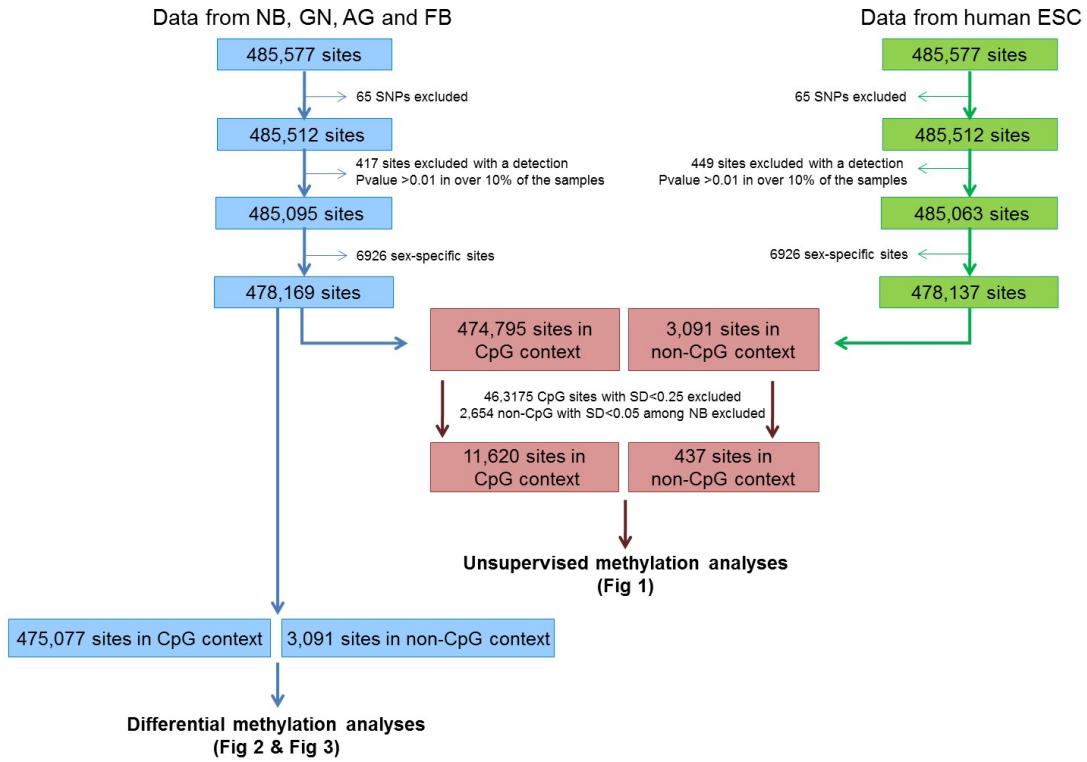 Data from NB, GN, AG and FB
485,577 sites
65 SNPs excluded
485,512 sites
417 sites excluded with a detection
Pvalue >0.01 in over 10% of the samples
485,095 sites
6926 sex-specific sites
478,169 sites
Data from human ESC
485,577 sites
65 SNPs excluded
485,512 sites
449 sites excluded with a detection
Pvalue >0.01 in over 10% of the samples
485,063 sites
6926 sex-specific sites
478,137 sites
474,795 sites in
CpG context
3,091 sites in
non-CpG context
46,3175 CpG sites with SD<0.25 excluded
2,654 non-CpG with SD<0.05 among NB excluded
11,620 sites in
CpG context
437 sites in
non-CpG context
Unsupervised methylation analyses
(Fig 1)
475,077 sites in CpG context
3,091 sites in non-CpG context
Differential methylation analyses
(Fig 2 & Fig 3)